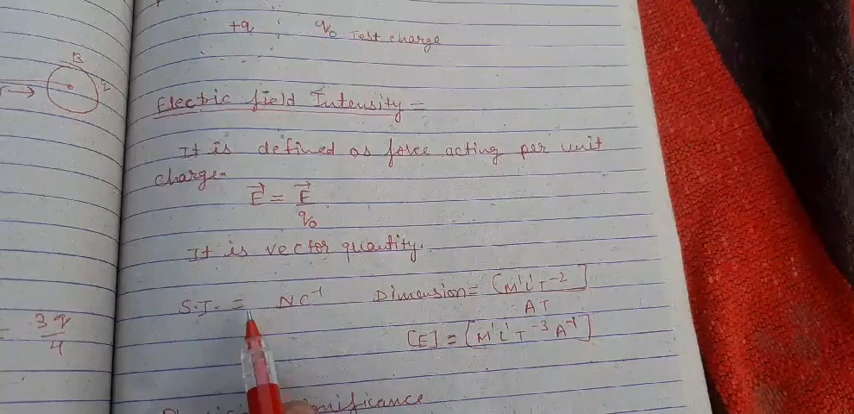 +q q₀ Test charge
B
Electric field Intensity -
It is defined as force acting per unit
charge.
E⃗ = F⃗
q₀
It is vector quantity.
S.I. = NC⁻¹ Dimension = [M¹L¹T⁻²]
AT
[E] = [M¹L¹T⁻³A⁻¹]
= 3q
4
significance